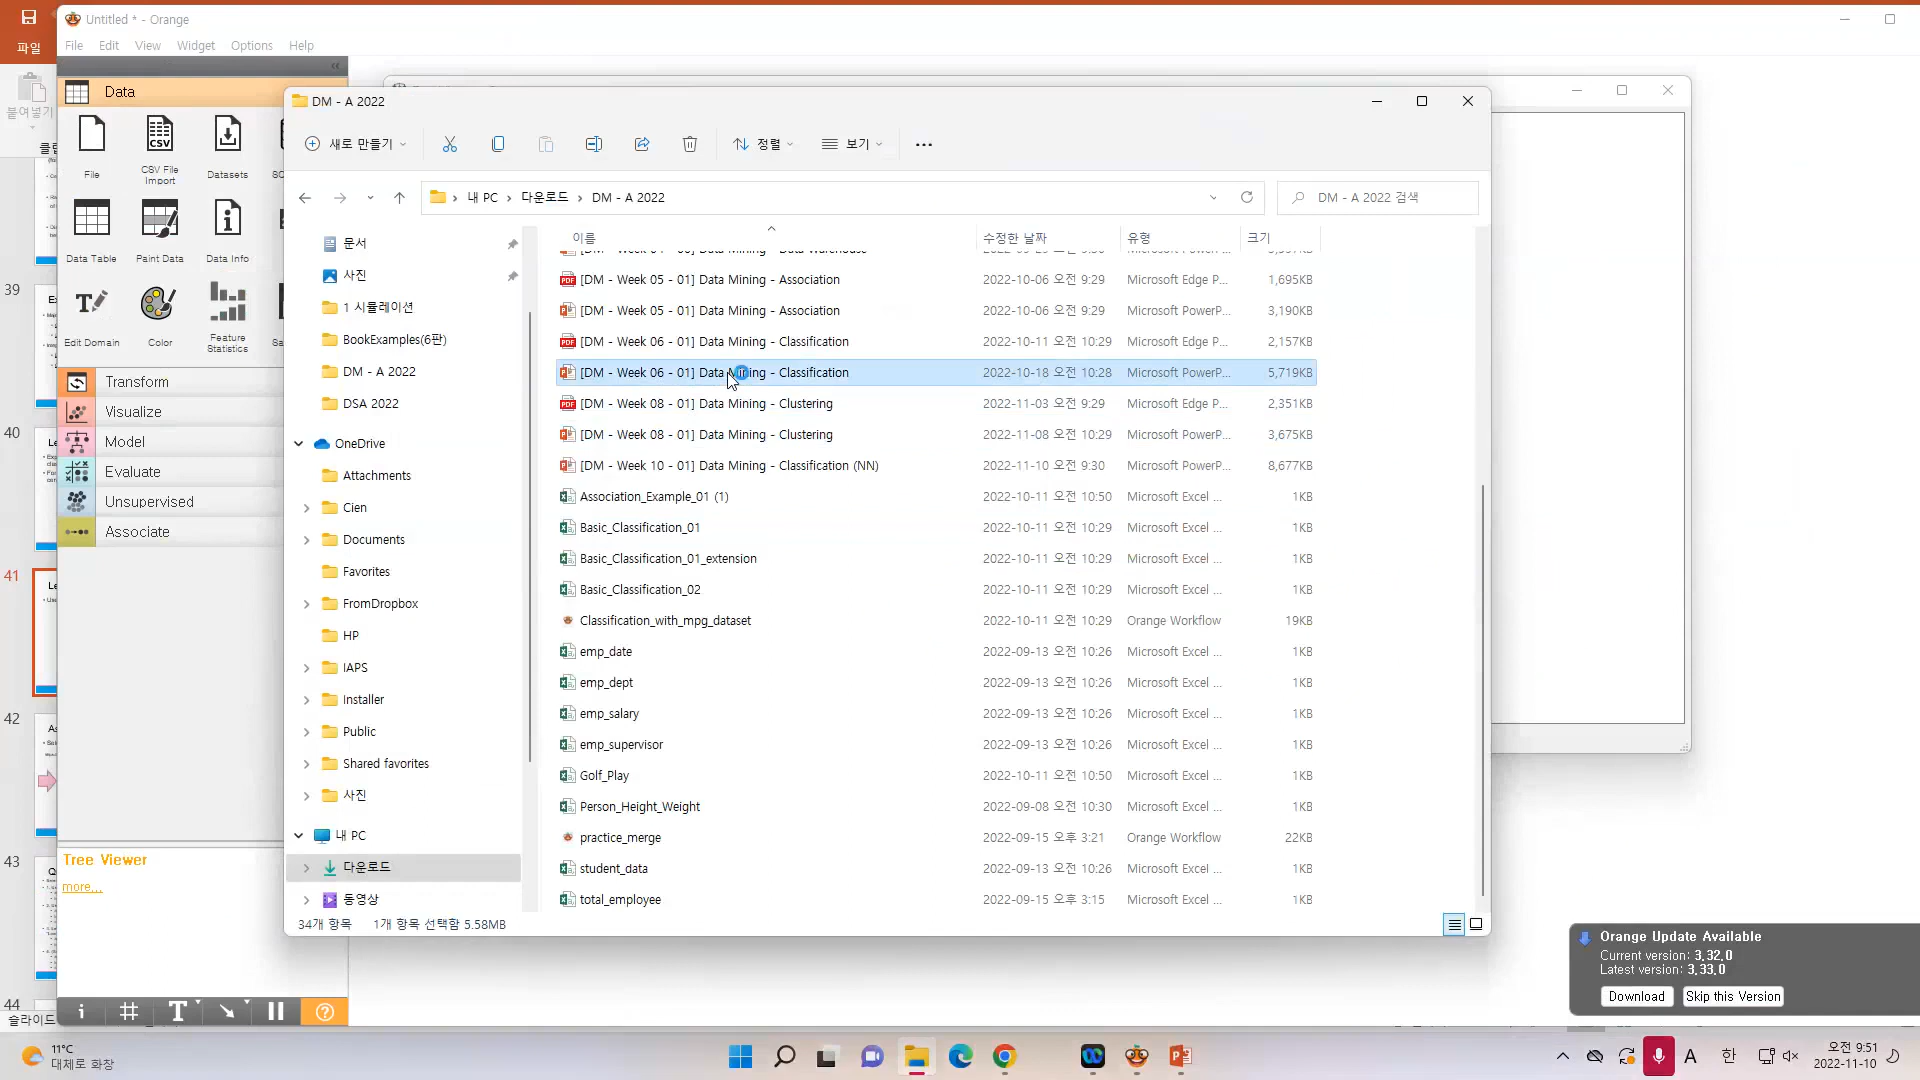 Untitled * - Orange
파일
File Edit View Widget Options Help
붙여넣기
Data
File
CSV File Import
Datasets
Data Table
Paint Data
Data Info
Edit Domain
Color
Feature Statistics
Transform
Visualize
Model
Evaluate
Unsupervised
Associate
Tree Viewer
more...
39
40
41
42
43
44
슬라이드
DM - A 2022
새로 만들기
정렬
보기
내 PC > 다운로드 > DM - A 2022
DM - A 2022 검색
문서
사진
1 시뮬레이션
BookExamples(6판)
DM - A 2022
DSA 2022
OneDrive
Attachments
Cien
Documents
Favorites
FromDropbox
HP
IAPS
Installer
Public
Shared favorites
사진
내 PC
다운로드
동영상
이름 수정한 날짜 유형 크기
[DM - Week 05 - 01] Data Mining - Association 2022-10-06 오전 9:29 Microsoft Edge P... 1,695KB
[DM - Week 05 - 01] Data Mining - Association 2022-10-06 오전 9:29 Microsoft PowerP... 3,190KB
[DM - Week 06 - 01] Data Mining - Classification 2022-10-11 오전 10:29 Microsoft Edge P... 2,157KB
[DM - Week 06 - 01] Data Mining - Classification 2022-10-18 오전 10:28 Microsoft PowerP... 5,719KB
[DM - Week 08 - 01] Data Mining - Clustering 2022-11-03 오전 9:29 Microsoft Edge P... 2,351KB
[DM - Week 08 - 01] Data Mining - Clustering 2022-11-08 오전 10:29 Microsoft PowerP... 3,675KB
[DM - Week 10 - 01] Data Mining - Classification (NN) 2022-11-10 오전 9:30 Microsoft PowerP... 8,677KB
Association_Example_01 (1) 2022-10-11 오전 10:50 Microsoft Excel ... 1KB
Basic_Classification_01 2022-10-11 오전 10:29 Microsoft Excel ... 1KB
Basic_Classification_01_extension 2022-10-11 오전 10:29 Microsoft Excel ... 1KB
Basic_Classification_02 2022-10-11 오전 10:29 Microsoft Excel ... 1KB
Classification_with_mpg_dataset 2022-10-11 오전 10:29 Orange Workflow 19KB
emp_date 2022-09-13 오전 10:26 Microsoft Excel ... 1KB
emp_dept 2022-09-13 오전 10:26 Microsoft Excel ... 1KB
emp_salary 2022-09-13 오전 10:26 Microsoft Excel ... 1KB
emp_supervisor 2022-09-13 오전 10:26 Microsoft Excel ... 1KB
Golf_Play 2022-10-11 오전 10:50 Microsoft Excel ... 1KB
Person_Height_Weight 2022-09-08 오전 10:30 Microsoft Excel ... 1KB
practice_merge 2022-09-15 오후 3:21 Orange Workflow 22KB
student_data 2022-09-13 오전 10:26 Microsoft Excel ... 1KB
total_employee 2022-09-15 오후 3:15 Microsoft Excel ... 1KB
34개 항목 1개 항목 선택함 5.58MB
Orange Update Available
Current version: 3.32.0
Latest version: 3.33.0
Download Skip this Version
11°C
대체로 화창
A 한
오전 9:51
2022-11-10